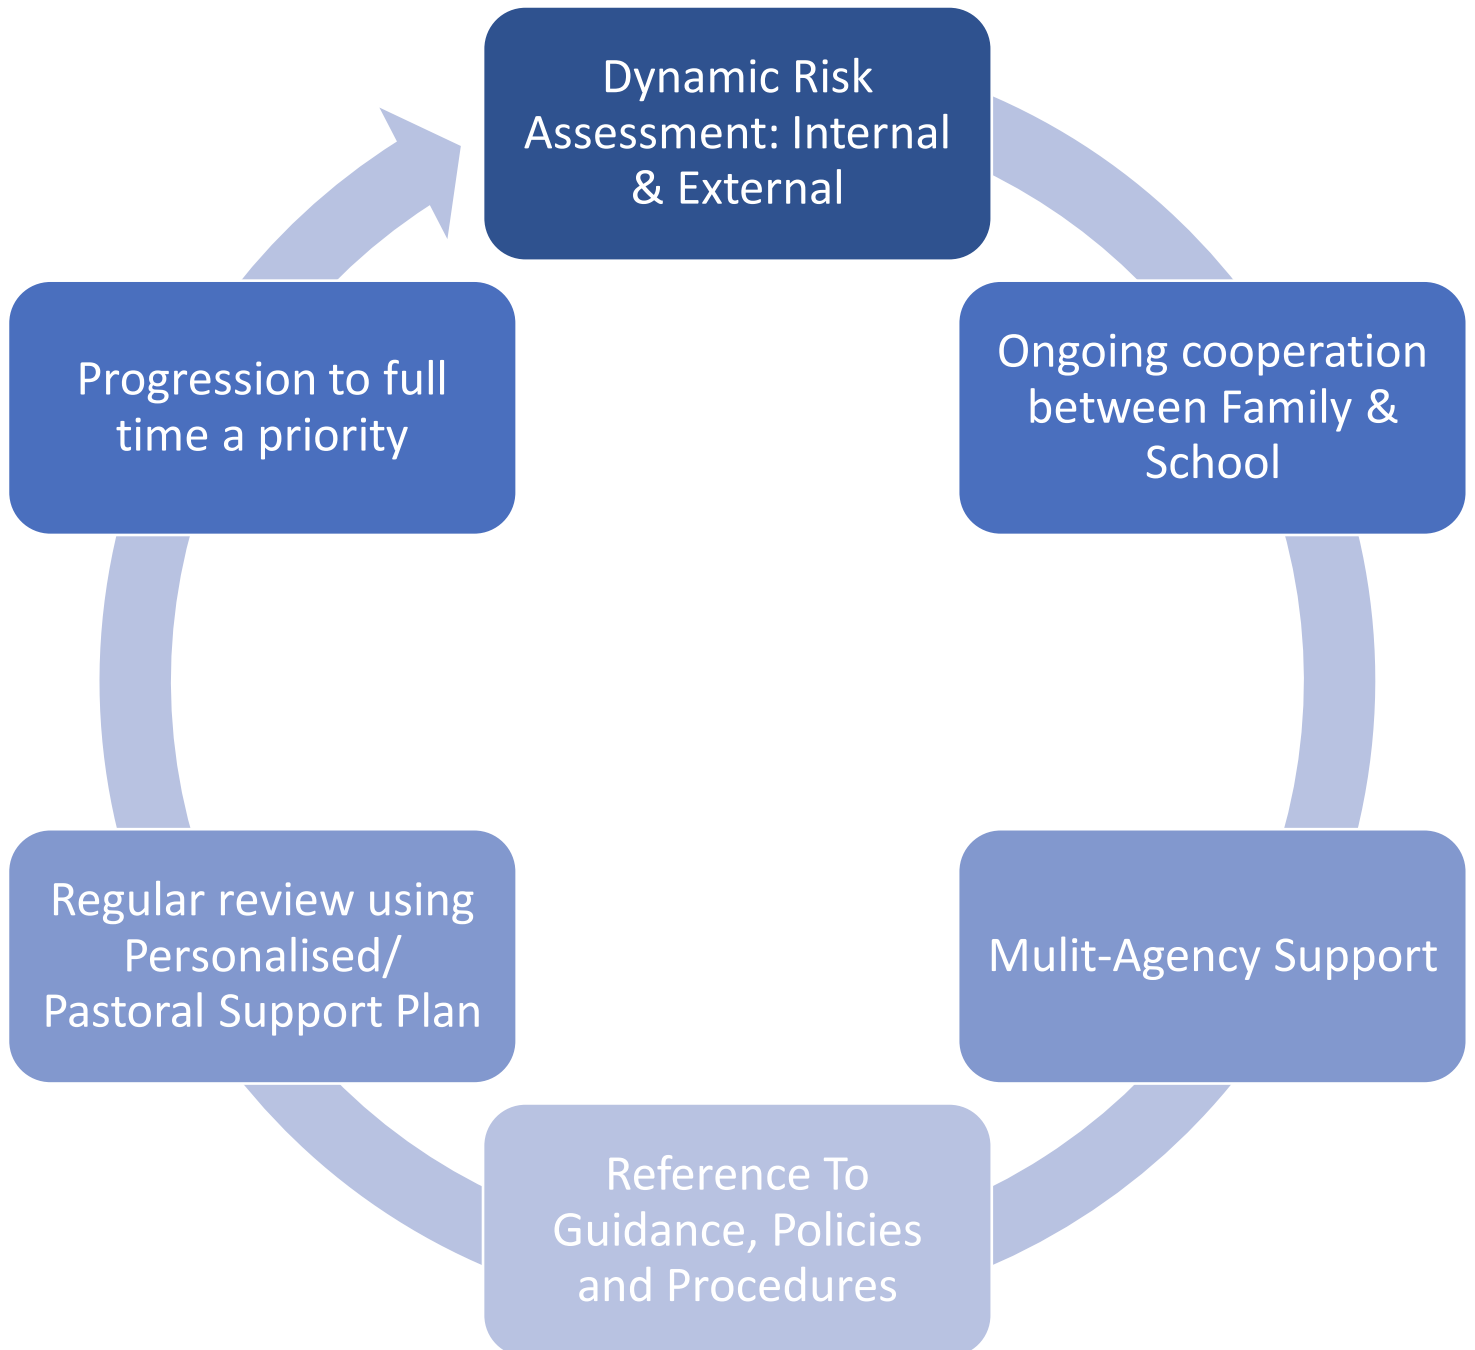 Dynamic Risk
Assessment: Internal
& External
Ongoing cooperation
between Family &
School
Mulit-Agency Support
Reference To
Guidance, Policies
and Procedures
Regular review using
Personalised/
Pastoral Support Plan
Progression to full
time a priority